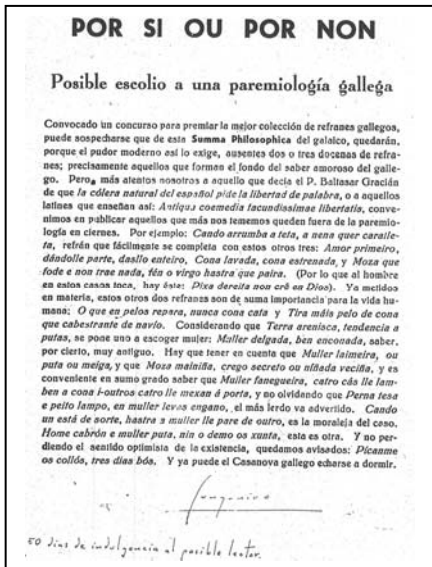 POR SI OU POR NON
Posible escolio a una paremiología gallega
Convocado un concurso para premiar la mejor colección de refranes gallegos,
puede sospecharse que de esta Summa Philosophica del galaico, quedarán,
porque el pudor moderno así lo exige, ausentes dos o tres docenas de refra-
nes; precisamente aquellos que forman el fondo del saber amoroso del galle-
go. Pero, más atentos nosotros a aquello que decía el P. Baltasar Gracián
de que la cólera natural del español pide la libertad de palabra, o a aquellos
latines que enseñan así: Antiqua coemedia facundissimae libertatis, conve-
nimos en publicar aquellos que más nos tememos queden fuera de la paremio-
logía en ciernes. Por ejemplo: Cando arrumba a teta, a nena quer caralle-
ta, refrán que fácilmente se completa con estos otros tres: Amor primeiro,
dándolle parte, dasllo enteiro, Cona lavada, cona estrenada, y Moza que
fode e non trae nada, tén o virgo hastra que paira. (Por lo que al hombre
en estos casos toca, hay éste: Pixa dereita non cré en Dios). Ya metidos
en materia, estos otros dos refranes son de suma importancia para la vida hu-
mana: O que en pelos repara, nunca cona cata y Tira máis pelo de cona
que cabestrante de navío. Considerando que Terra arenisca, tendencia a
putas, se pone uno a escoger mujer: Muller delgada, ben enconada, saber,
por cierto, muy antiguo. Hay que tener en cuenta que Muller laimeira, ou
puta ou meiga, y que Moza mainiña, crego secreto ou niñada veciña, y es
conveniente en sumo grado saber que Muller fanegueira, catro cás lle lam-
ben a cona i-outros catro lle mexan á porta, y no olvidando que Perna tesa
e peito lampo, en muller levas engano, el más lerdo va advertido. Cando
un está de sorte, hastra a muller lle pare de outro, es la moraleja del caso.
Home cabrón e muller puta, nin o demo os xunta, esta es otra. Y no per-
diendo el sentido optimista de la existencia, quedamos avisados: Pícanme
os collós, tres días bós. Y ya puede el Casanova gallego echarse a dormir.
50 días de indulgencia al posible lector.